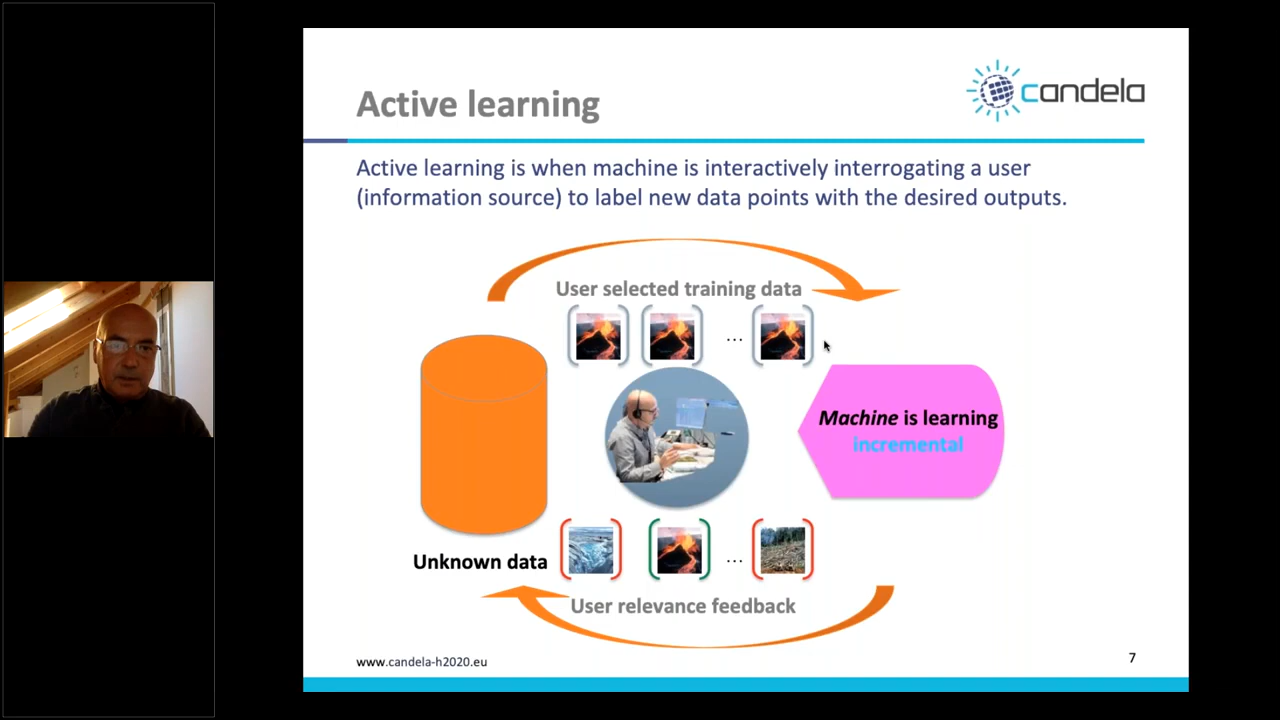 Active learning
candela
Active learning is when machine is interactively interrogating a user
(information source) to label new data points with the desired outputs.
User selected training data
...
Machine is learning
incremental
Unknown data
...
User relevance feedback
www.candela-h2020.eu
7